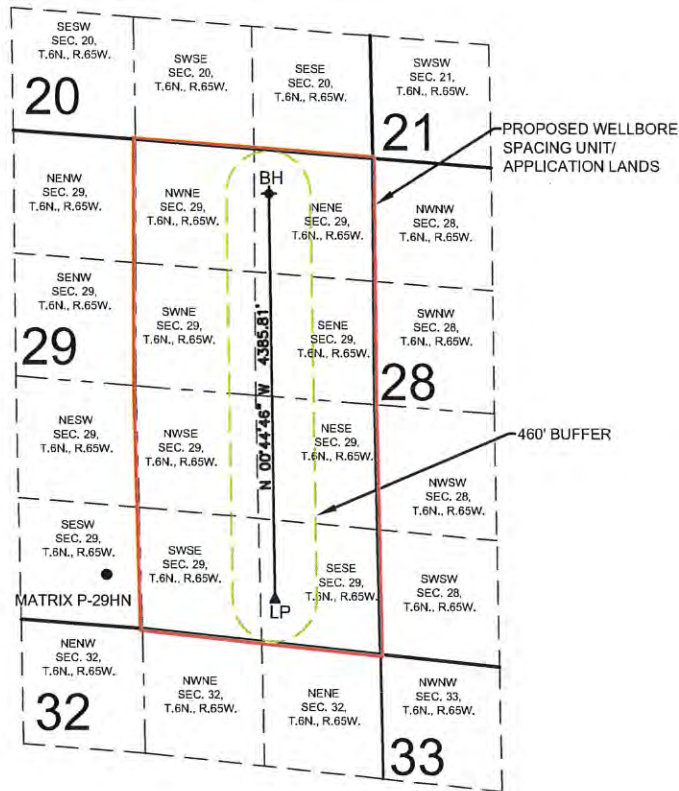 SESW
SEC. 20,
T.6N., R.65W.
SWSE
SEC. 20,
T.6N., R.65W.
SESE
SEC. 20,
T.6N., R.65W.
SWSW
SEC. 21,
T.6N., R.65W.
20
21
PROPOSED WELLBORE
SPACING UNIT/
APPLICATION LANDS
NENW
SEC. 29,
T.6N., R.65W.
NWNE
SEC. 29,
T.6N., R.65W.
BH
NENE
SEC. 29,
T.6N., R.65W.
NWNW
SEC. 28,
T.6N., R.65W.
SENW
SEC. 29,
T.6N., R.65W.
SWNE
SEC. 29,
T.6N., R.65W.
N 00°44'46" W 4385.81'
SENE
SEC. 29,
T.6N., R.65W.
SWNW
SEC. 28,
T.6N., R.65W.
29
28
NESW
SEC. 29,
T.6N., R.65W.
NWSE
SEC. 29,
T.6N., R.65W.
NESE
SEC. 29,
T.6N., R.65W.
460' BUFFER
NWSW
SEC. 28,
T.6N., R.65W.
SESW
SEC. 29,
T.6N., R.65W.
MATRIX P-29HN
SWSE
SEC. 29,
T.6N., R.65W.
SESE
SEC. 29,
T.6N., R.65W.
LP
SWSW
SEC. 28,
T.6N., R.65W.
NENW
SEC. 32,
T.6N., R.65W.
NWNE
SEC. 32,
T.6N., R.65W.
NENE
SEC. 32,
T.6N., R.65W.
NWNW
SEC. 33,
T.6N., R.65W.
32
33